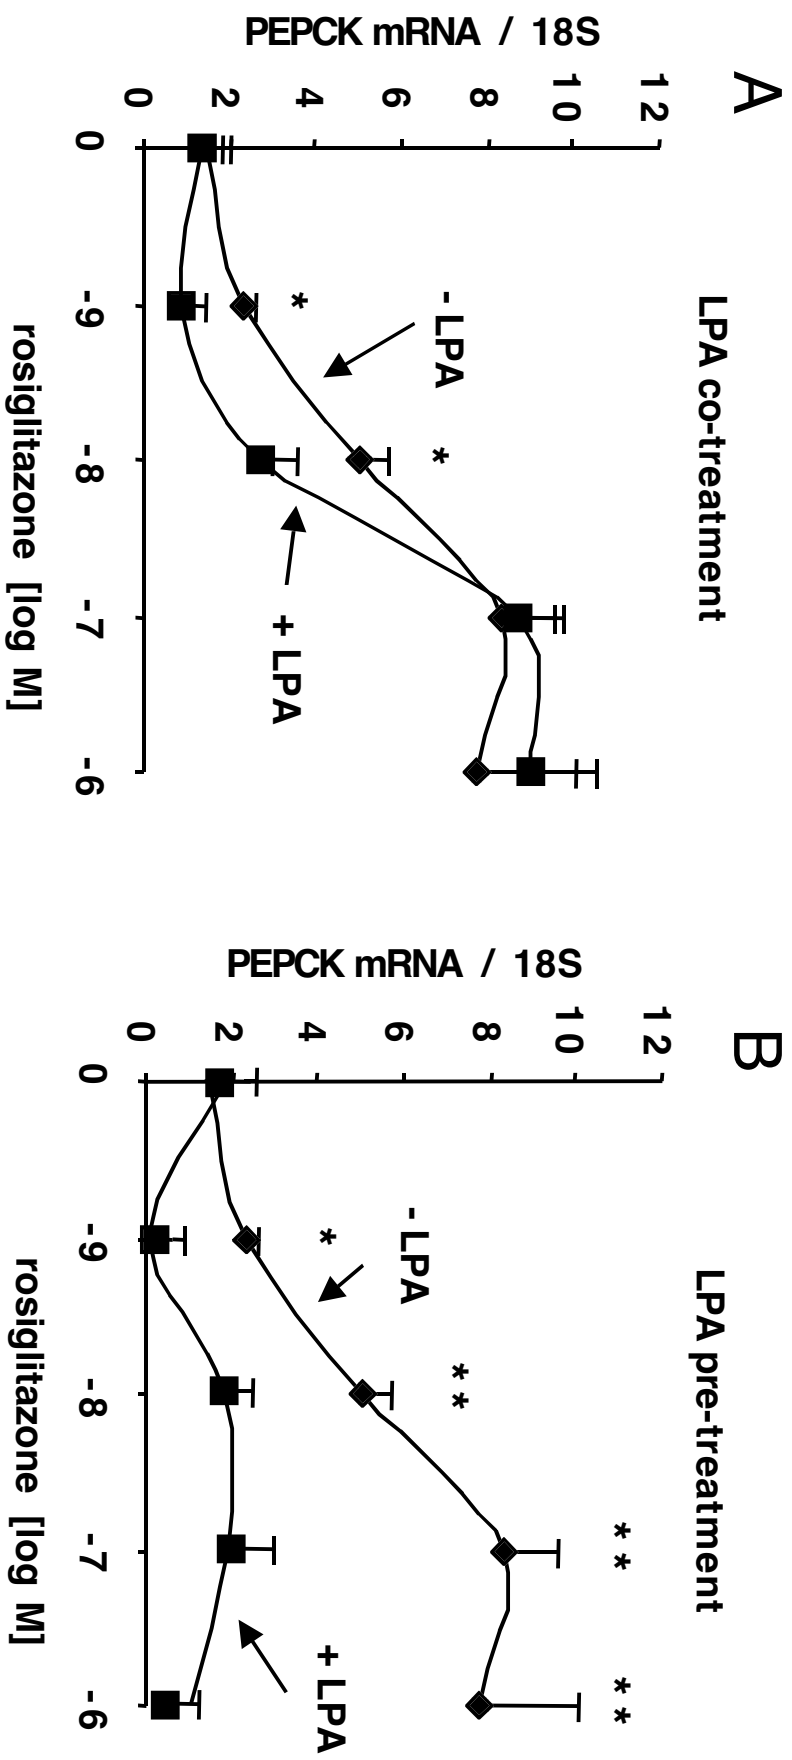 A
LPA co-treatment
PEPCK mRNA / 18S
12
10
8
6
4
2
0
- LPA
+ LPA
*
*
0 -9 -8 -7 -6
rosiglitazone [log M]
B
LPA pre-treatment
PEPCK mRNA / 18S
12
10
8
6
4
2
0
- LPA
+ LPA
*
**
**
**
0 -9 -8 -7 -6
rosiglitazone [log M]